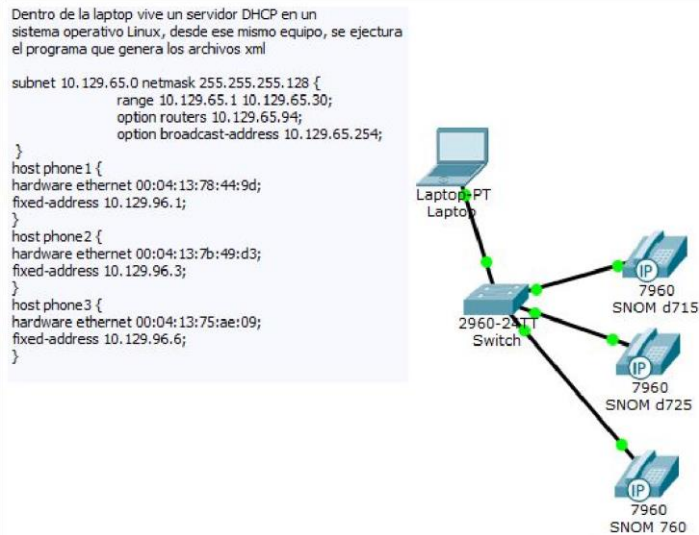 Dentro de la laptop vive un servidor DHCP en un
sistema operativo Linux, desde ese mismo equipo, se ejectura
el programa que genera los archivos xml
subnet 10.129.65.0 netmask 255.255.255.128 {
range 10.129.65.1 10.129.65.30;
option routers 10.129.65.94;
option broadcast-address 10.129.65.254;
}
host phone1 {
hardware ethernet 00:04:13:78:44:9d;
fixed-address 10.129.96.1;
}
host phone2 {
hardware ethernet 00:04:13:7b:49:d3;
fixed-address 10.129.96.3;
}
host phone3 {
hardware ethernet 00:04:13:75:ae:09;
fixed-address 10.129.96.6;
}
Laptop-PT
Laptop
2960-24TT
Switch
IP
7960
SNOM d715
IP
7960
SNOM d725
IP
7960
SNOM 760